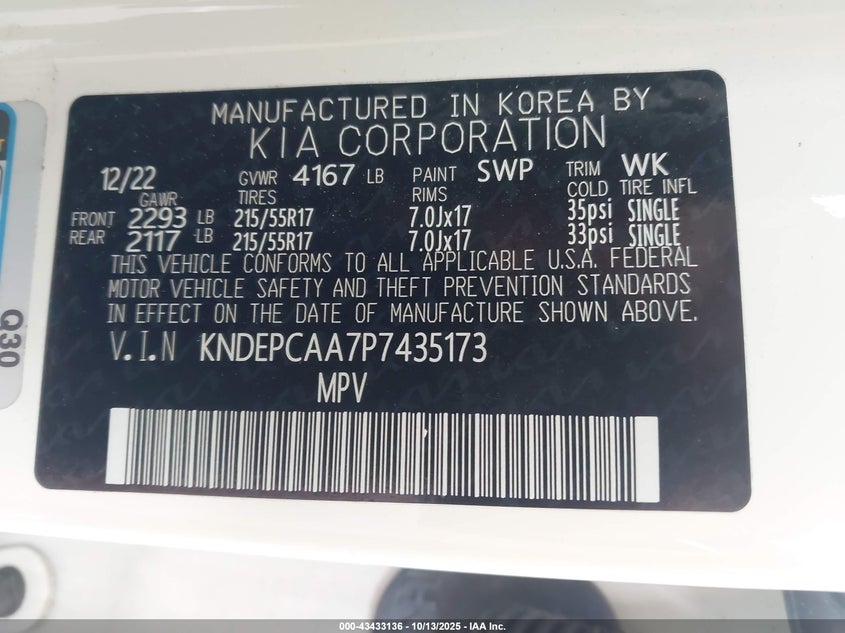 MANUFACTURED IN KOREA BY
KIA CORPORATION
12/22 GVWR 4167 LB PAINT SWP TRIM WK
GAWR TIRES RIMS COLD TIRE INFL
FRONT 2293 LB 215/55R17 7.0Jx17 35psi SINGLE
REAR 2117 LB 215/55R17 7.0Jx17 33psi SINGLE
THIS VEHICLE CONFORMS TO ALL APPLICABLE U.S.A. FEDERAL
MOTOR VEHICLE SAFETY AND THEFT PREVENTION STANDARDS
IN EFFECT ON THE DATE OF MANUFACTURE SHOWN ABOVE.
V.I.N KNDEPCAA7P7435173
MPV
Q30
000-43433136 - 10/13/2025 - IAA Inc.